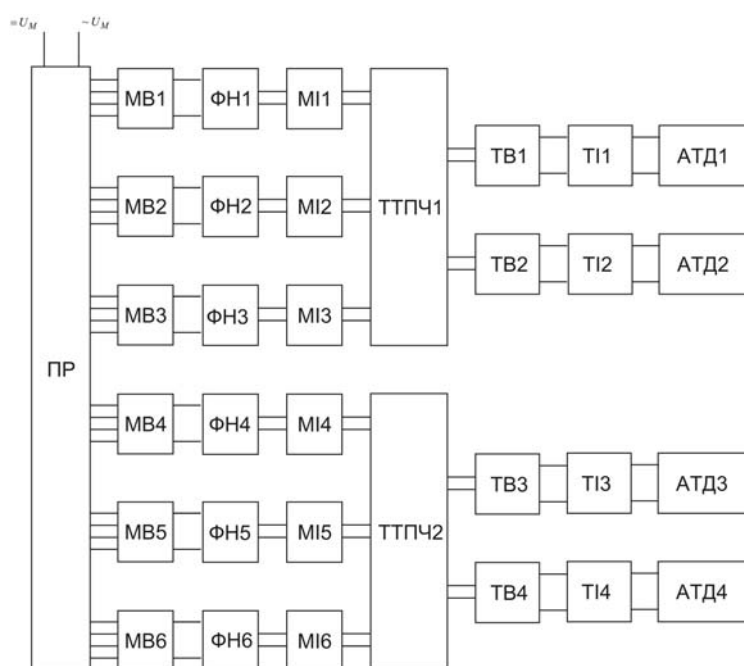 =U_M ~U_M
МВ1 ФН1 МІ1
ТВ1 ТІ1 АТД1
МВ2 ФН2 МІ2 ТТПЧ1
ТВ2 ТІ2 АТД2
МВ3 ФН3 МІ3
ПР
МВ4 ФН4 МІ4
ТВ3 ТІ3 АТД3
МВ5 ФН5 МІ5 ТТПЧ2
ТВ4 ТІ4 АТД4
МВ6 ФН6 МІ6